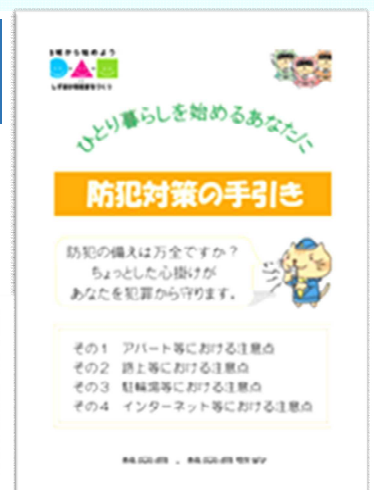 ひとり暮らしを始めるあなたに
防犯対策の手引き
防犯の備えは万全ですか？
ちょっとした心掛けが
あなたを犯罪から守ります。
その1 アパート等における注意点
その2 路上等における注意点
その3 駐輪場等における注意点
その4 インターネット等における注意点